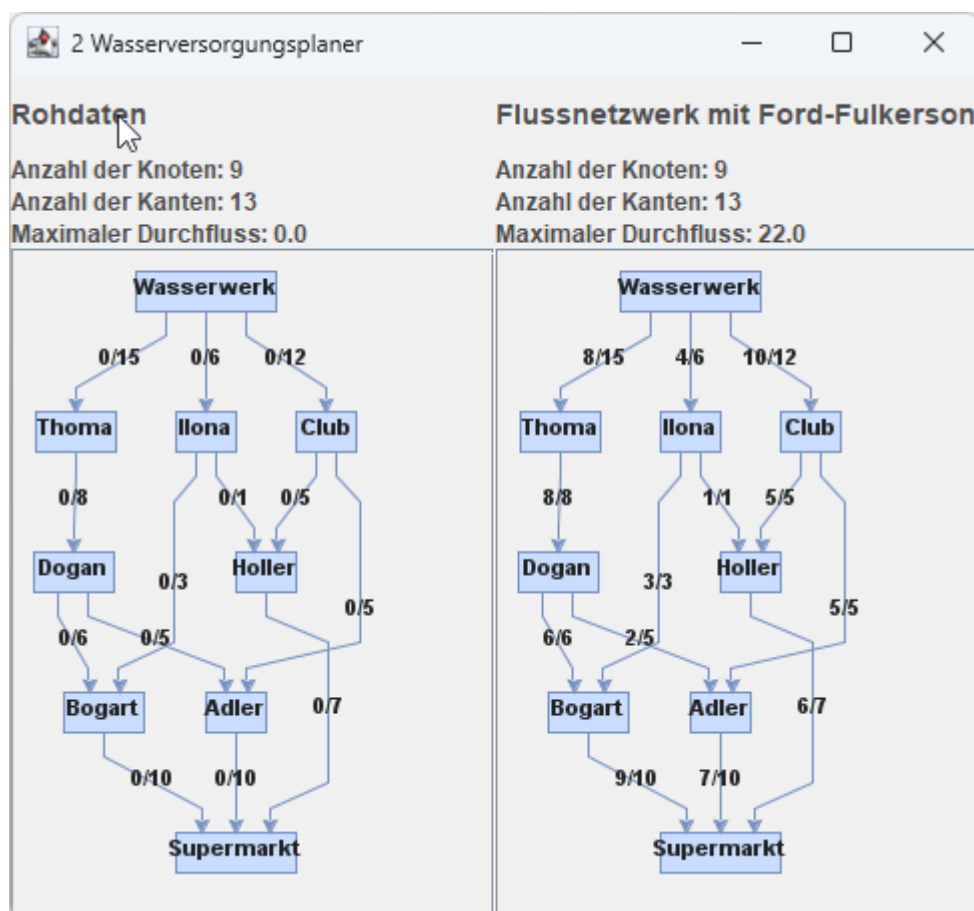 2 Wasserversorgungsplaner
Rohdaten
Anzahl der Knoten: 9
Anzahl der Kanten: 13
Maximaler Durchfluss: 0.0
Wasserwerk
0/15 0/6 0/12
Thoma Ilona Club
0/8 0/1 0/5
Dogan Holler
0/3
0/5
0/6 0/5
Bogart Adler
0/7
0/10 0/10
Supermarkt
Flussnetzwerk mit Ford-Fulkerson
Anzahl der Knoten: 9
Anzahl der Kanten: 13
Maximaler Durchfluss: 22.0
Wasserwerk
8/15 4/6 10/12
Thoma Ilona Club
8/8 1/1 5/5
Dogan Holler
3/3
5/5
6/6 2/5
Bogart Adler
6/7
9/10 7/10
Supermarkt